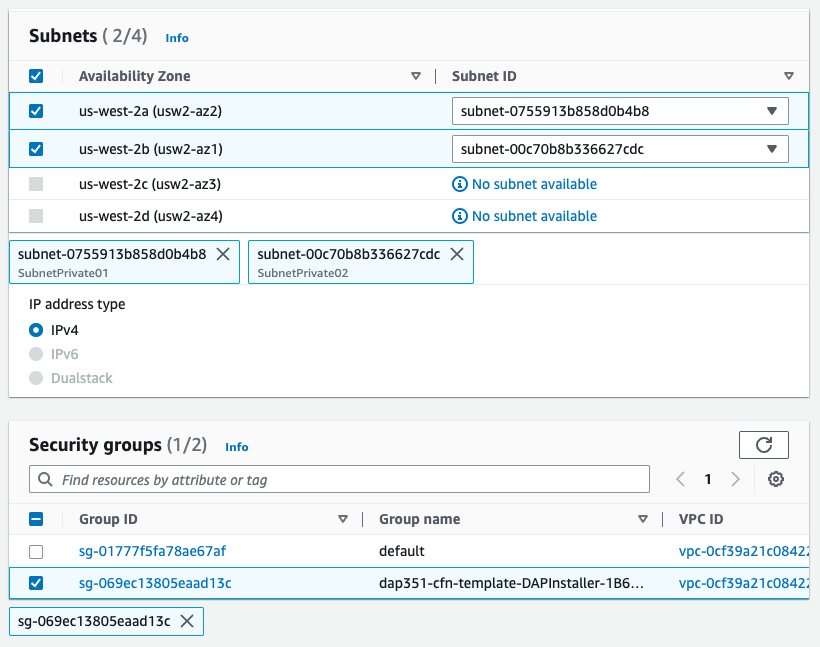 Subnets ( 2/4) Info
Availability Zone Subnet ID
us-west-2a (usw2-az2) subnet-0755913b858d0b4b8
us-west-2b (usw2-az1) subnet-00c70b8b336627cdc
us-west-2c (usw2-az3) No subnet available
us-west-2d (usw2-az4) No subnet available
subnet-0755913b858d0b4b8 subnet-00c70b8b336627cdc
SubnetPrivate01 SubnetPrivate02
IP address type
IPv4
IPv6
Dualstack
Security groups (1/2) Info
Find resources by attribute or tag 1
Group ID Group name VPC ID
sg-01777f5fa78ae67af default vpc-0cf39a21c08422
sg-069ec13805eaad13c dap351-cfn-template-DAPInstaller-1B6... vpc-0cf39a21c08422
sg-069ec13805eaad13c